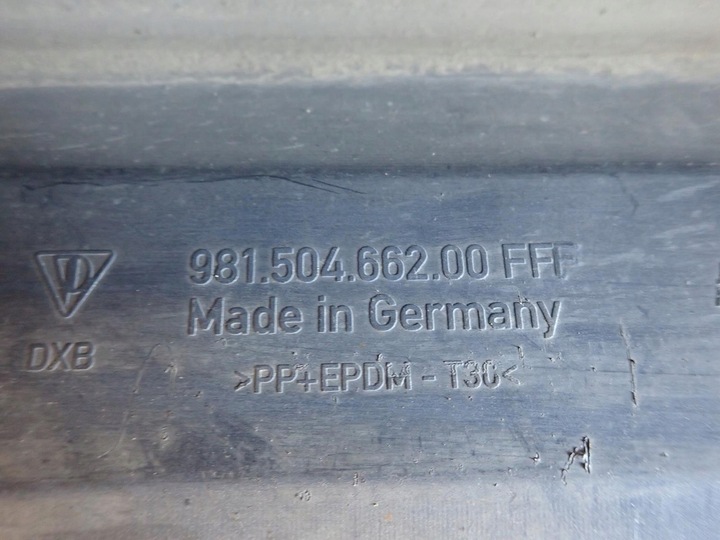 981.504.662.00 FFF
Made in Germany
DXB
>PP+EPDM - T30<